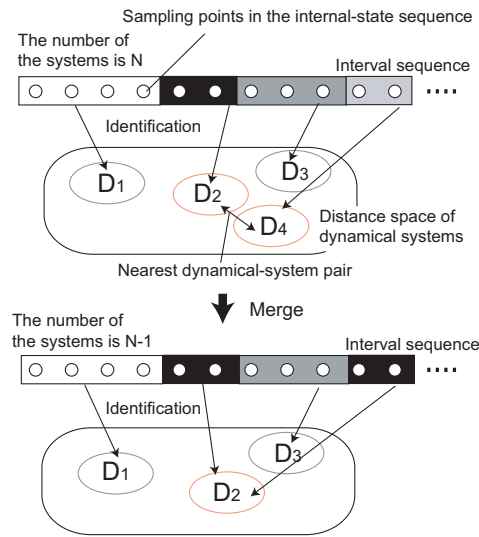 Sampling points in the internal-state sequence
The number of
the systems is N
Interval sequence
....
Identification
D1
D2
D3
D4
Distance space of
dynamical systems
Nearest dynamical-system pair
Merge
The number of
the systems is N-1
Interval sequence
....
Identification
D1
D2
D3